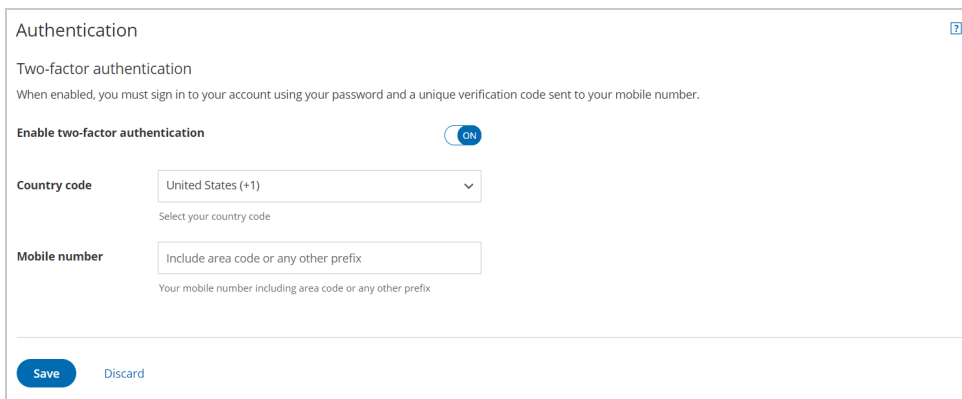 Authentication
?
Two-factor authentication
When enabled, you must sign in to your account using your password and a unique verification code sent to your mobile number.
Enable two-factor authentication ON
Country code United States (+1)
Select your country code
Mobile number Include area code or any other prefix
Your mobile number including area code or any other prefix
Save Discard